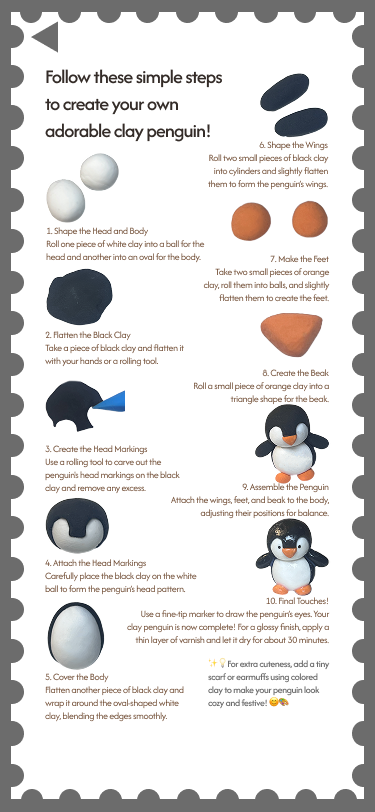 Follow these simple steps
to create your own
adorable clay penguin!
1. Shape the Head and Body
Roll one piece of white clay into a ball for the
head and another into an oval for the body.
2. Flatten the Black Clay
Take a piece of black clay and flatten it
with your hands or a rolling tool.
3. Create the Head Markings
Use a rolling tool to carve out the
penguin's head markings on the black
clay and remove any excess.
4. Attach the Head Markings
Carefully place the black clay on the white
ball to form the penguin's head pattern.
5. Cover the Body
Flatten another piece of black clay and
wrap it around the oval-shaped white
clay, blending the edges smoothly.
6. Shape the Wings
Roll two small pieces of black clay
into cylinders and slightly flatten
them to form the penguin's wings.
7. Make the Feet
Take two small pieces of orange
clay, roll them into balls, and slightly
flatten them to create the feet.
8. Create the Beak
Roll a small piece of orange clay into a
triangle shape for the beak.
9. Assemble the Penguin
Attach the wings, feet, and beak to the body,
adjusting their positions for balance.
10. Final Touches!
Use a fine-tip marker to draw the penguin's eyes. Your
clay penguin is now complete! For a glossy finish, apply a
thin layer of varnish and let it dry for about 30 minutes.
✨💡For extra cuteness, add a tiny
scarf or earmuffs using colored
clay to make your penguin look
cozy and festive! 😊🎨